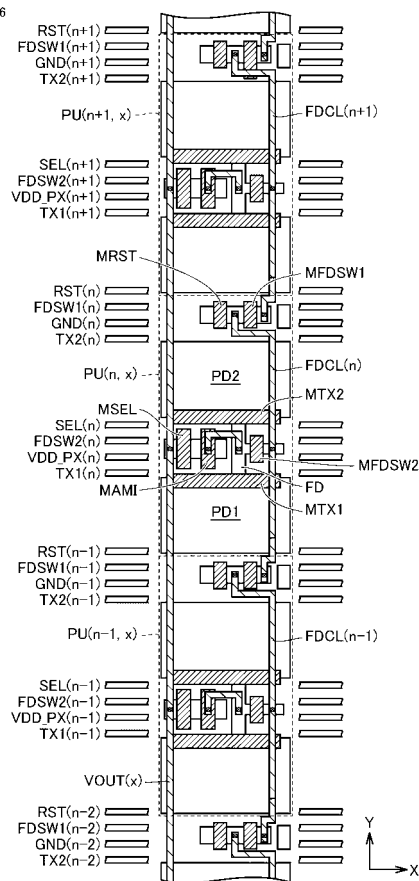 6
RST(n+1)
FDSW1(n+1)
GND(n+1)
TX2(n+1)
PU(n+1, x)
FDCL(n+1)
SEL(n+1)
FDSW2(n+1)
VDD_PX(n+1)
TX1(n+1)
MRST
MFDSW1
RST(n)
FDSW1(n)
GND(n)
TX2(n)
PU(n, x)
PD2
FDCL(n)
MSEL
MTX2
SEL(n)
FDSW2(n)
VDD_PX(n)
TX1(n)
MFDSW2
MAMI
FD
PD1
MTX1
RST(n-1)
FDSW1(n-1)
GND(n-1)
TX2(n-1)
PU(n-1, x)
FDCL(n-1)
SEL(n-1)
FDSW2(n-1)
VDD_PX(n-1)
TX1(n-1)
VOUT(x)
RST(n-2)
FDSW1(n-2)
GND(n-2)
TX2(n-2)
Y
X